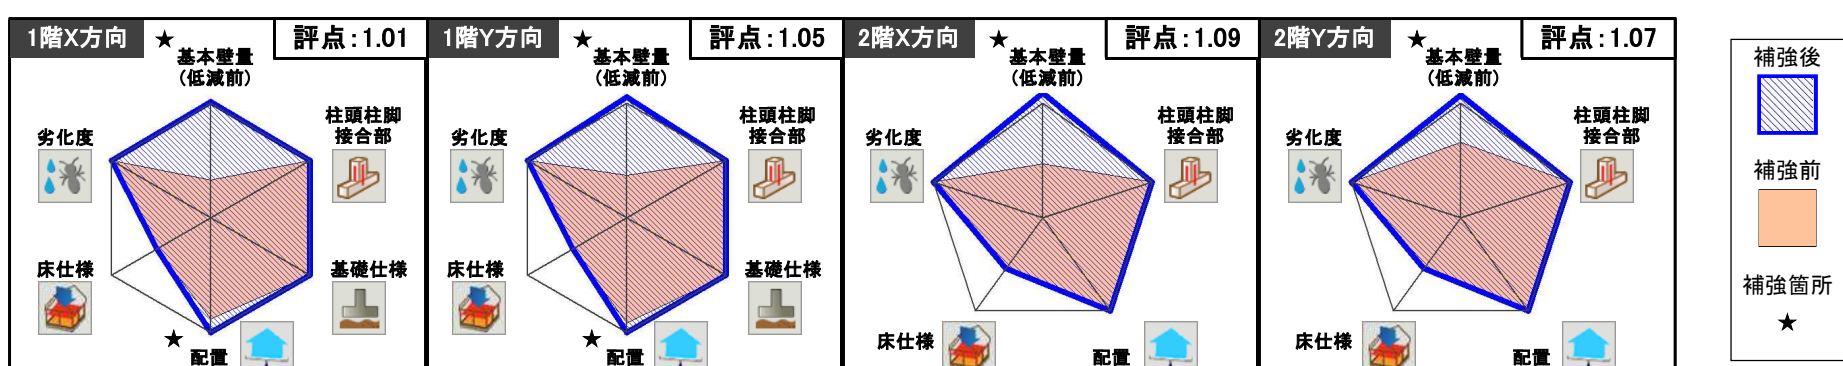 1階X方向
★
評点:1.01
基本壁量
(低減前)
柱頭柱脚
接合部
劣化度
床仕様
基礎仕様
★
配置
1階Y方向
★
評点:1.05
基本壁量
(低減前)
柱頭柱脚
接合部
劣化度
床仕様
基礎仕様
★
配置
2階X方向
★
評点:1.09
基本壁量
(低減前)
柱頭柱脚
接合部
劣化度
床仕様
配置
2階Y方向
★
評点:1.07
基本壁量
(低減前)
柱頭柱脚
接合部
劣化度
床仕様
配置
補強後
補強前
補強箇所
★